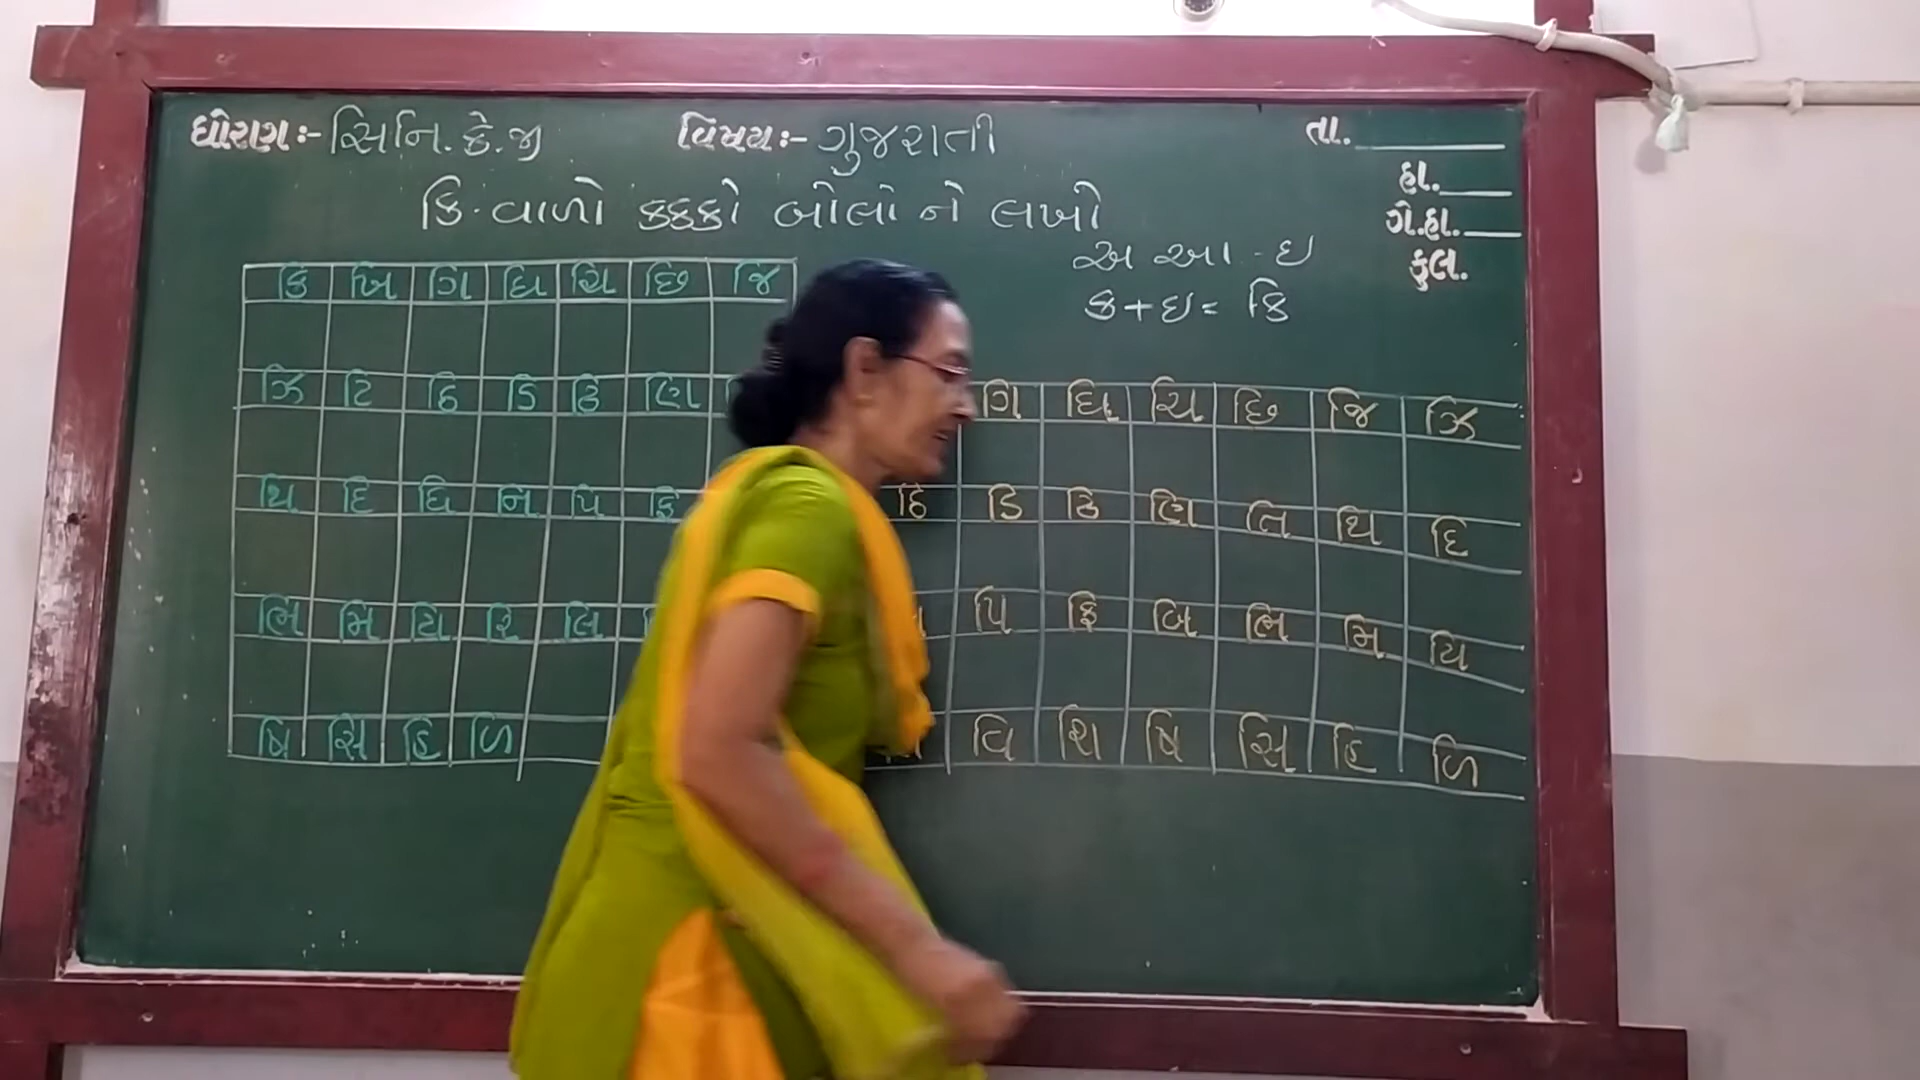 ધોરણ:- સિનિ. કે. જી વિષય:- ગુજરાતી તા.
હા.
ગે.હા.
કુલ.
કિ. વાળો કક્કો બોલો ને લખો
અ આ - ઇ
ક + ઇ = કિ
કિ ખિ ગિ ઘિ ચિ છિ જિ
ઝિ ટિ ઠિ ડિ ઢિ ણિ
થિ દિ ધિ નિ પિ ફિ
ભિ મિ યિ રિ લિ
ષિ સિ હિ ળિ
ગિ ઘિ ચિ છિ જિ ઝિ
ઠિ ડિ ઢિ ણિ તિ થિ દિ
પિ ફિ બિ ભિ મિ યિ
વિ શિ ષિ સિ હિ ળિ